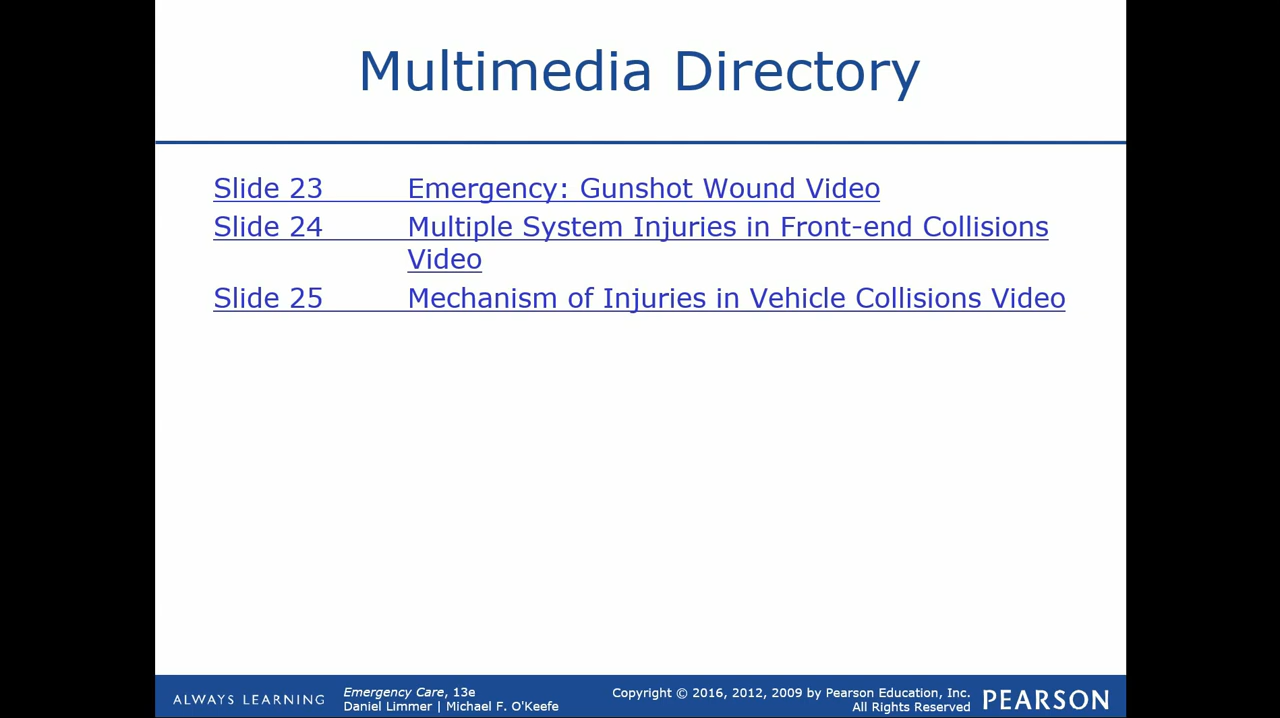 Multimedia Directory
Slide 23 Emergency: Gunshot Wound Video
Slide 24 Multiple System Injuries in Front-end Collisions
Video
Slide 25 Mechanism of Injuries in Vehicle Collisions Video
ALWAYS LEARNING
Emergency Care, 13e
Daniel Limmer | Michael F. O'Keefe
Copyright © 2016, 2012, 2009 by Pearson Education, Inc.
All Rights Reserved
PEARSON